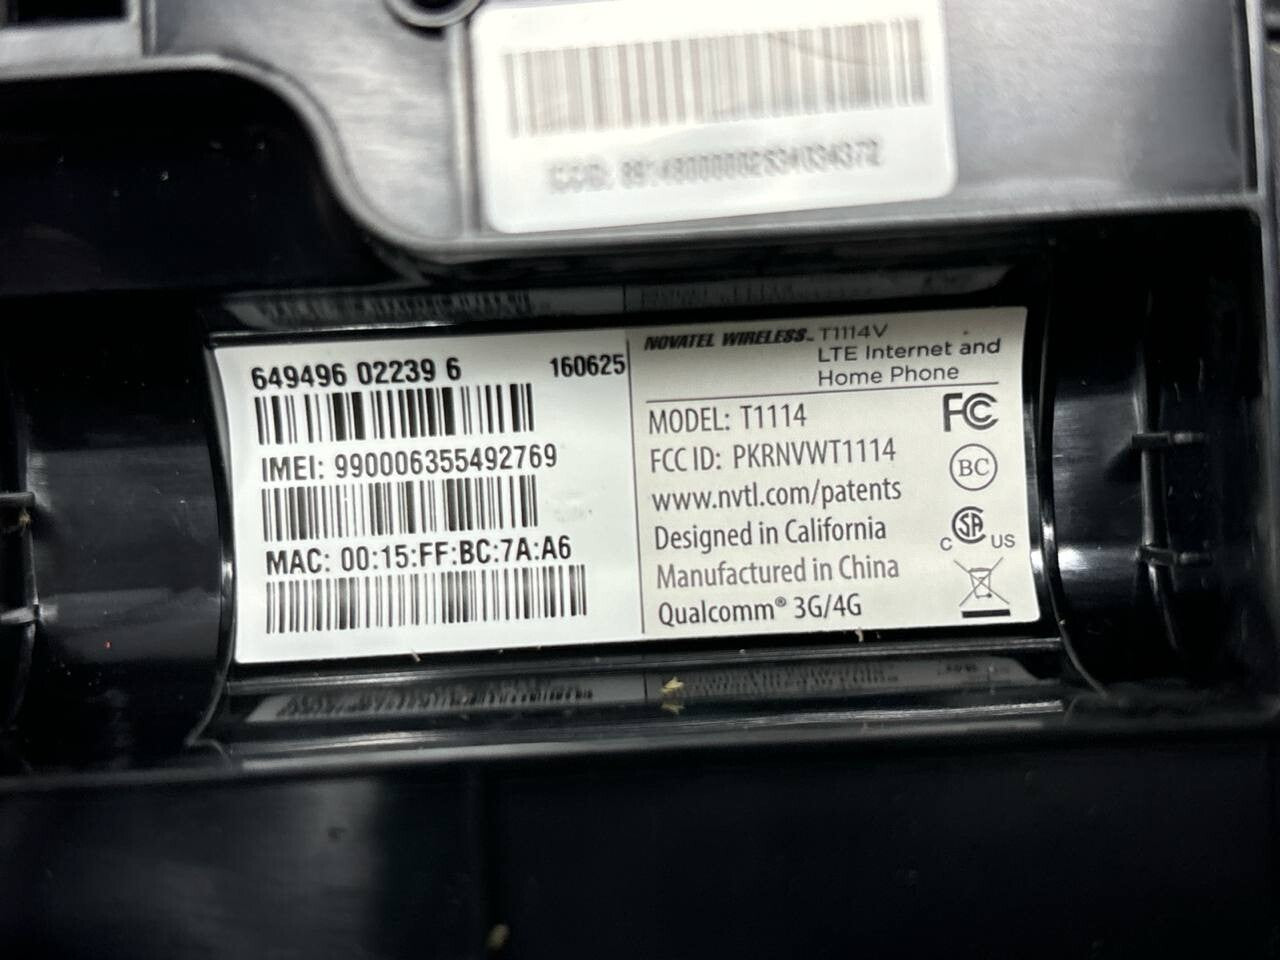 649496 02239 6
160625
IMEI: 990006355492769
MAC: 00:15:FF:BC:7A:A6
NOVATEL WIRELESS™ T1114V
LTE Internet and
Home Phone
MODEL: T1114
FCC ID: PKRNVWT1114
www.nvtl.com/patents
Designed in California
Manufactured in China
Qualcomm® 3G/4G
FC
BC
C SA US